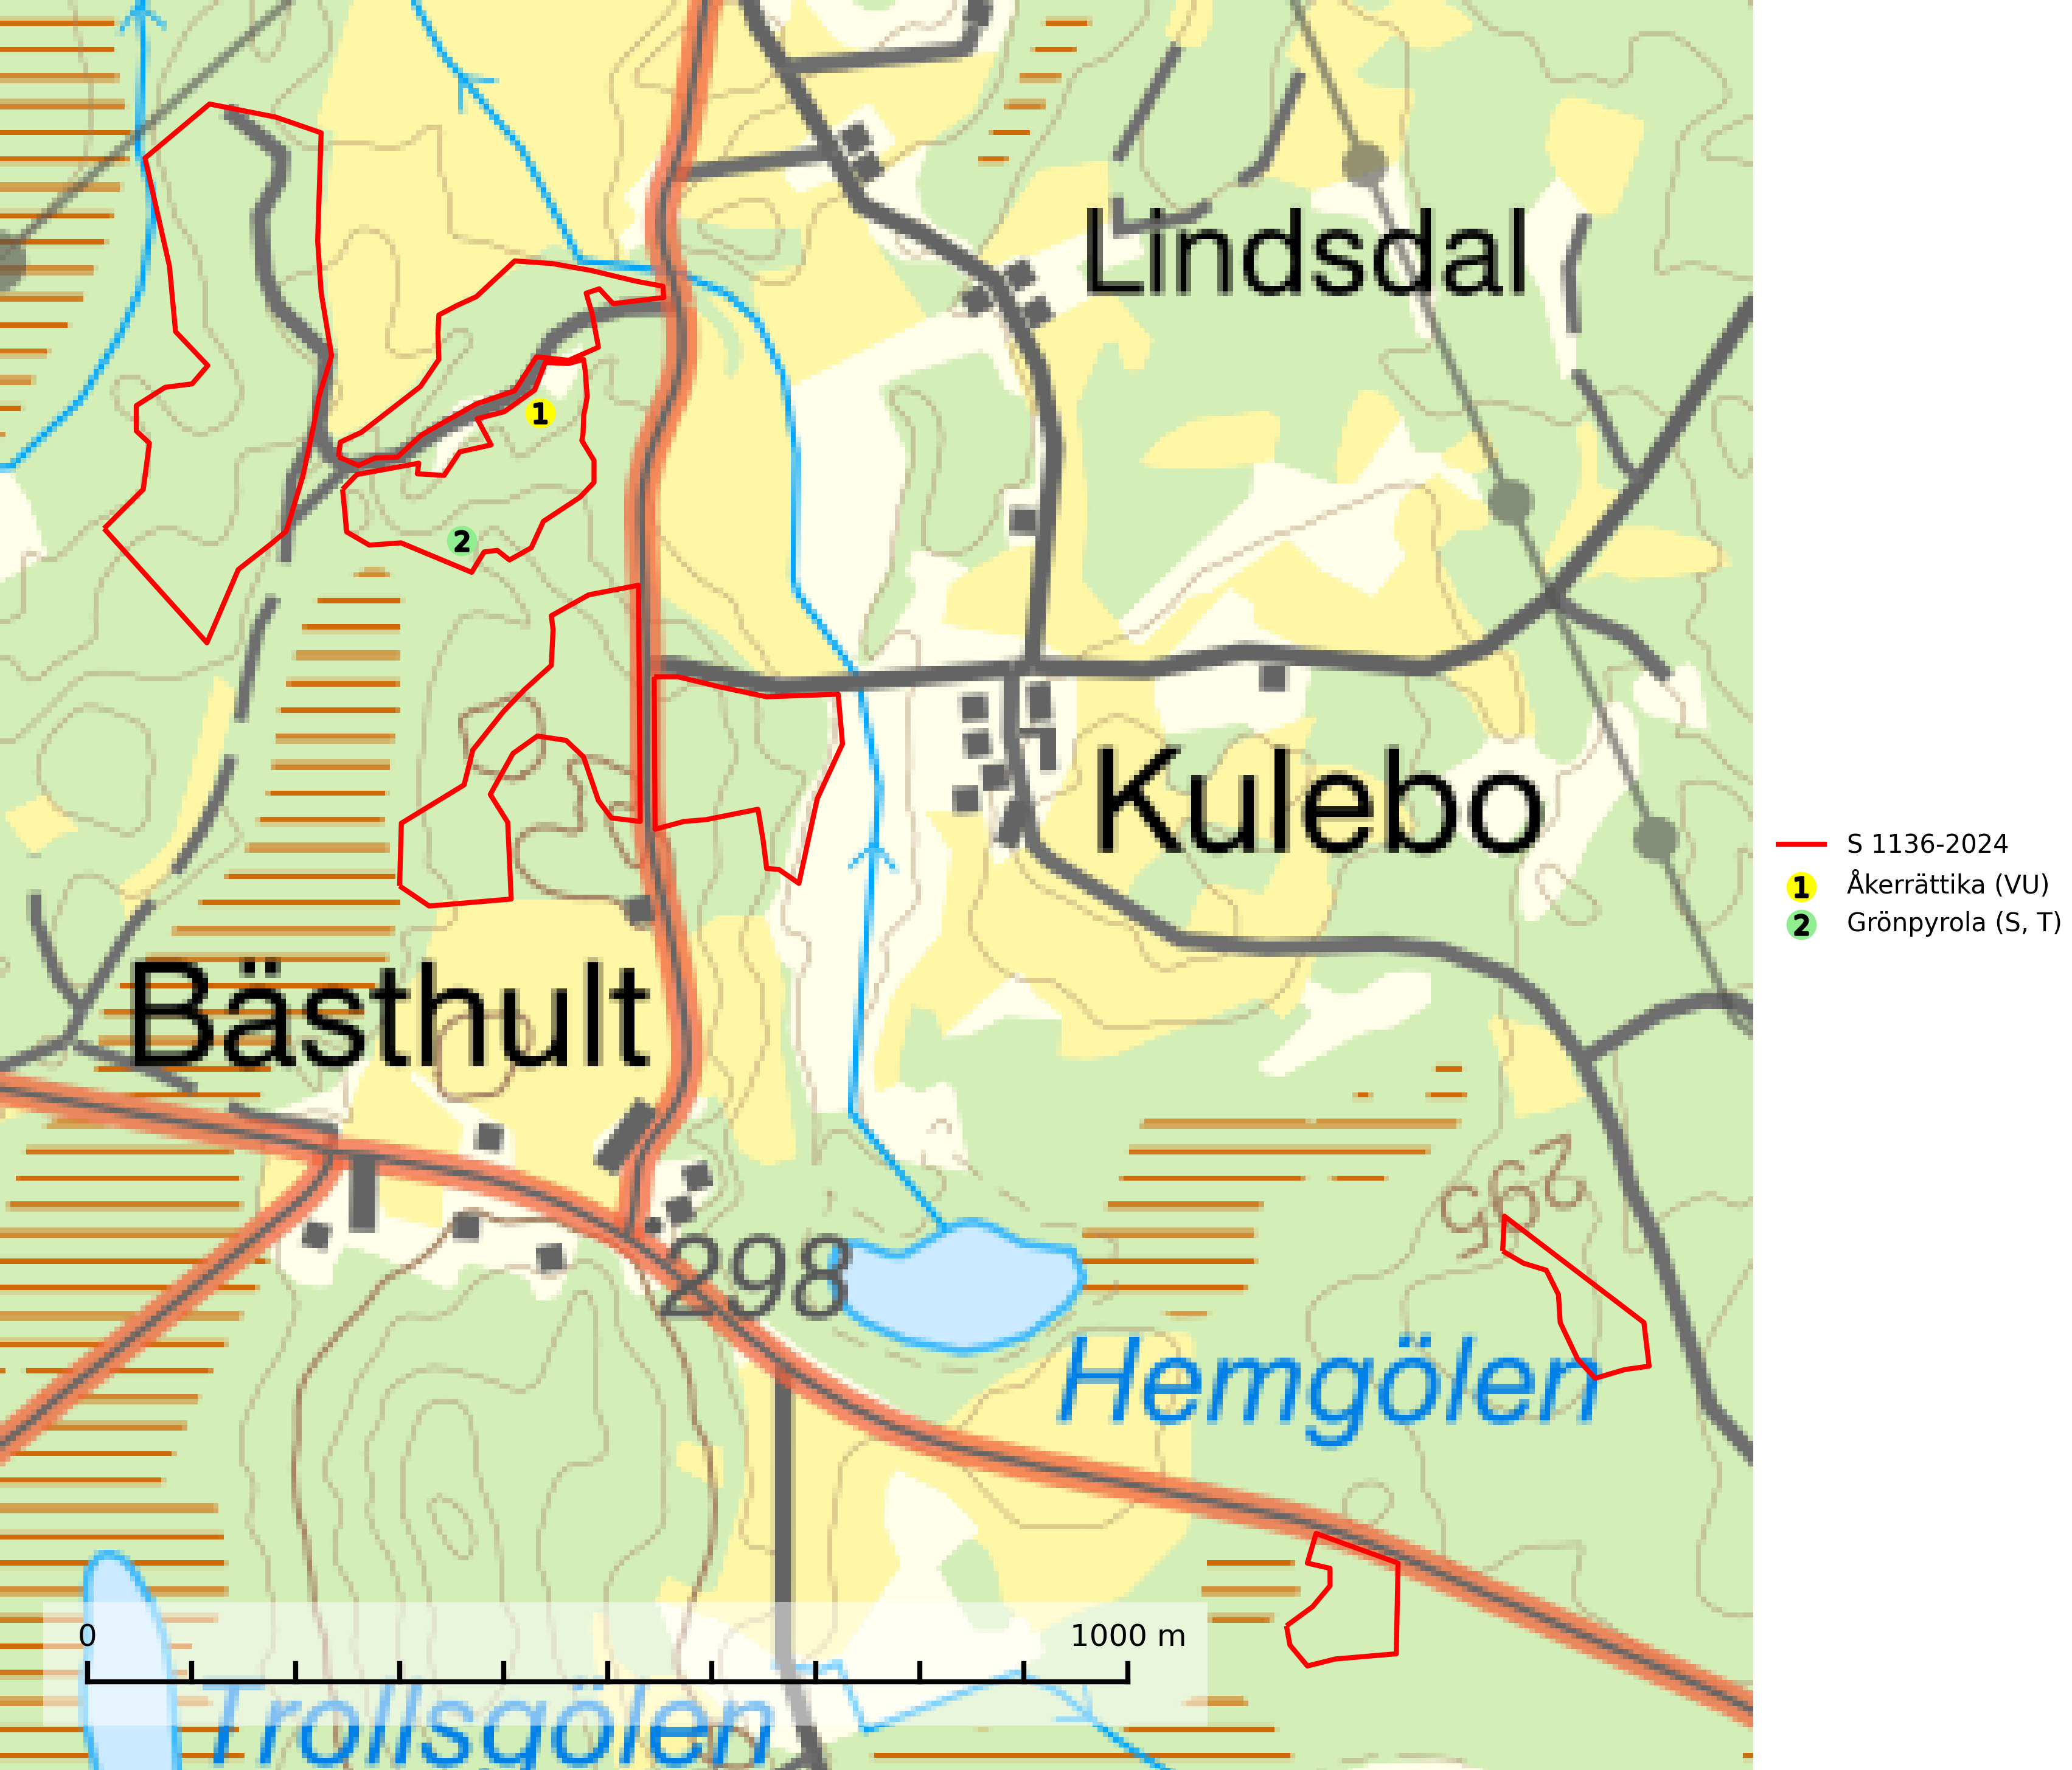 Lindsdal
Kulebo
S 1136-2024
1 Åkerrättika (VU)
2 Grönpyrola (S, T)
1
2
Bästhult
295
298
Hemgölen
0 1000 m
Trollsgölen